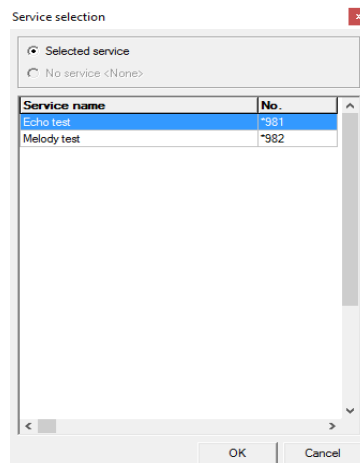 Service selection
Selected service
No service <None>
Service name No.
Echo test *981
Melody test *982
OK Cancel